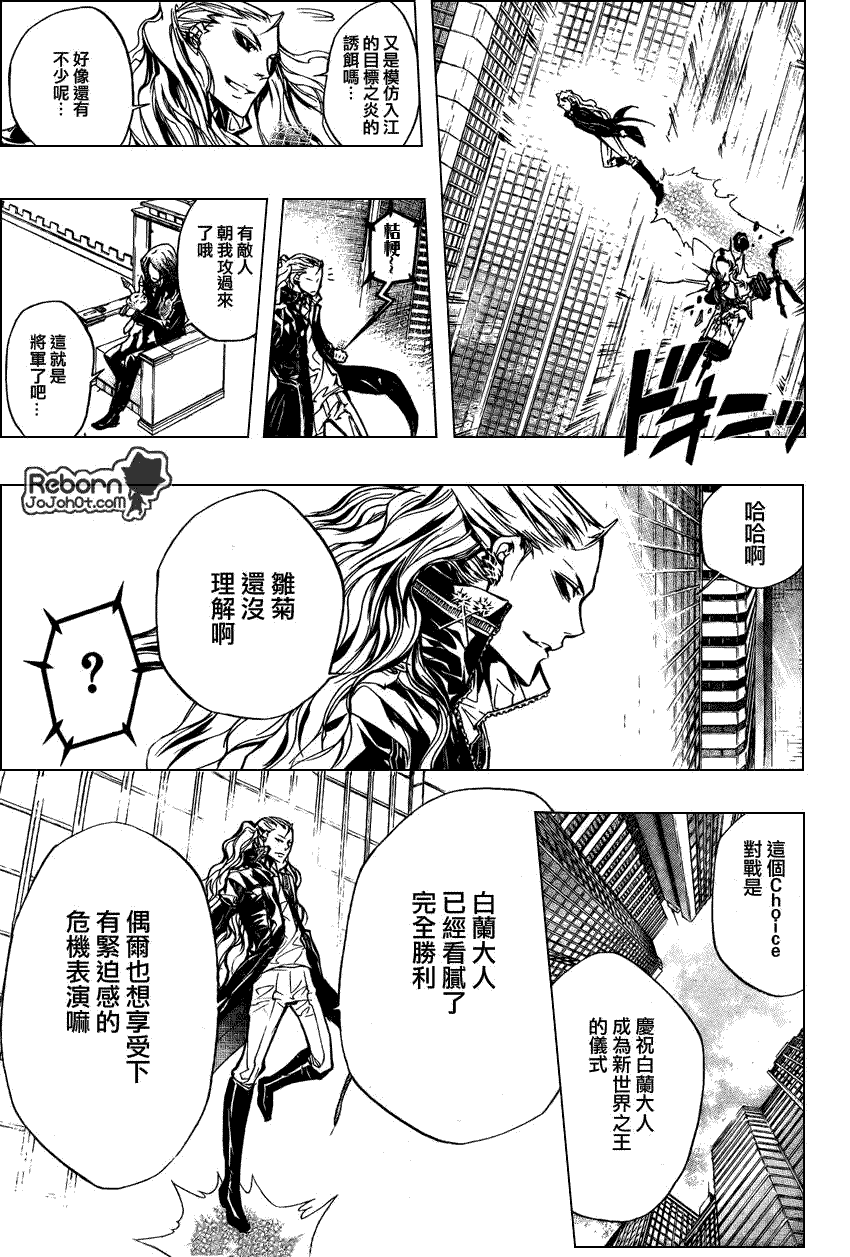 ドオニッ
又是模仿入江
的目標之炎的
誘餌嗎…
好像還有
不少呢…
桔梗~
有敵人
朝我攻過來
了哦
這就是
將軍了吧…
Reborn
JoJoHOt.com
哈哈啊
雛菊
還沒
理解啊
?
這個Choice
對戰是
慶祝白蘭大人
成為新世界之王
的儀式
白蘭大人
已經看膩了
完全勝利
偶爾也想享受下
有緊迫感的
危機表演嘛